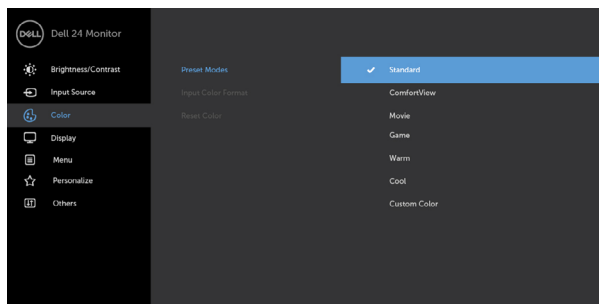 DELL Dell 24 Monitor
Brightness/Contrast Preset Modes Standard
Input Source Input Color Format ComfortView
Color Reset Color Movie
Display Game
Menu Warm
Personalize Cool
Others Custom Color